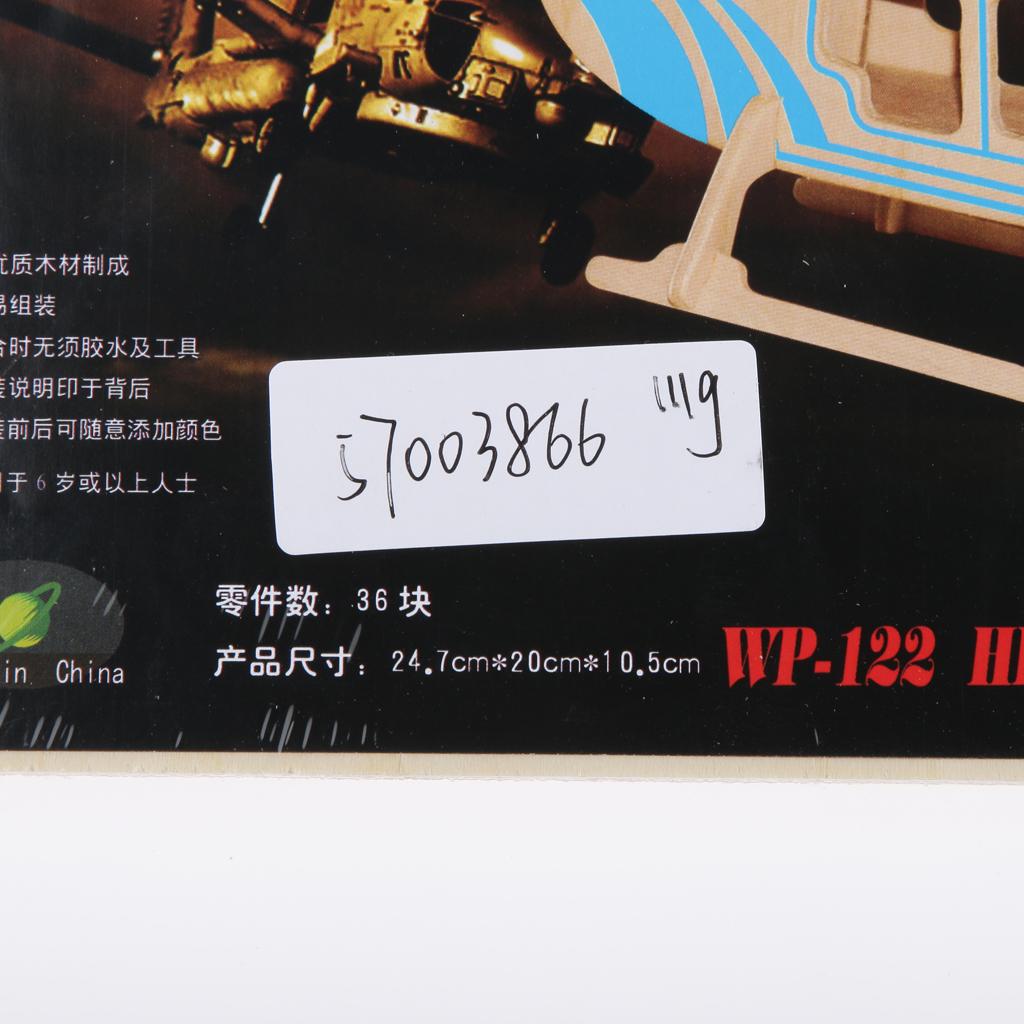 优质木材制成
易组装
合时无须胶水及工具
装说明印于背后
装前后可随意添加颜色
用于 6 岁或以上人士
57003866 111g
零件数：36 块
产品尺寸：24.7cm*20cm*10.5cm
in China
WP-122